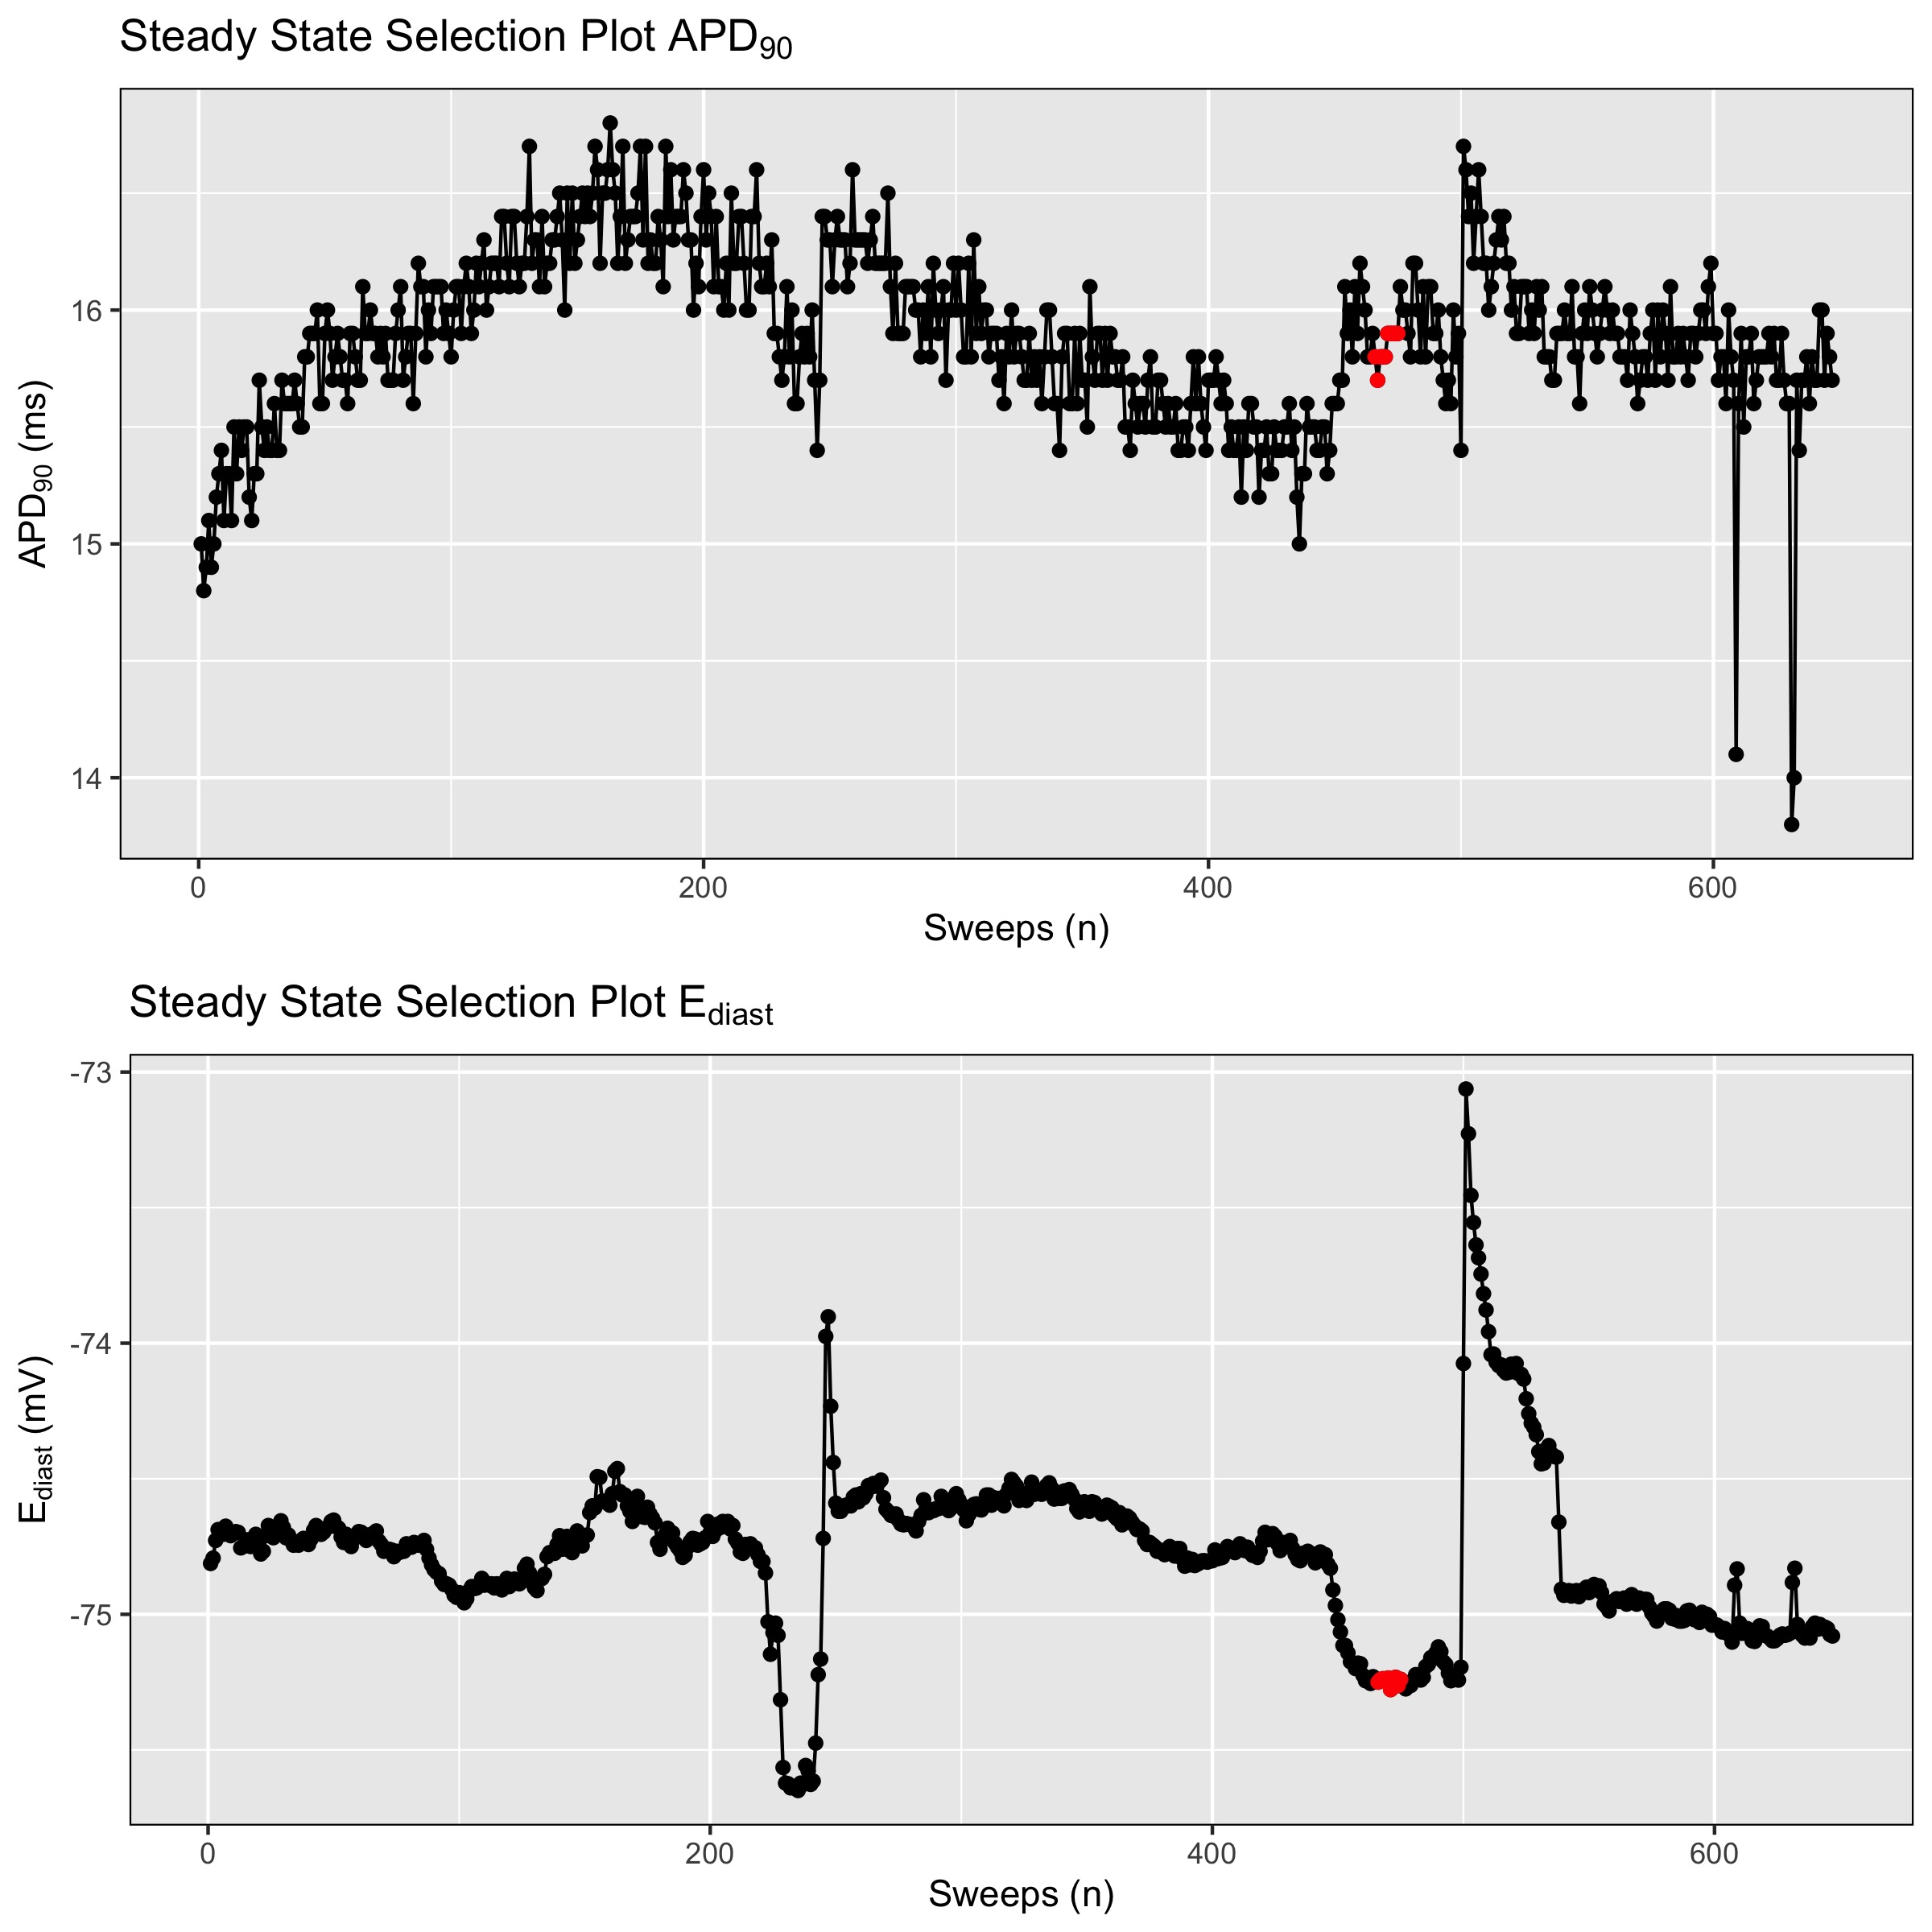 Steady State Selection Plot APD90
16
15
14
APD90 (ms)
0 200 400 600
Sweeps (n)
Steady State Selection Plot Ediast
-73
-74
-75
Ediast (mV)
0 200 400 600
Sweeps (n)